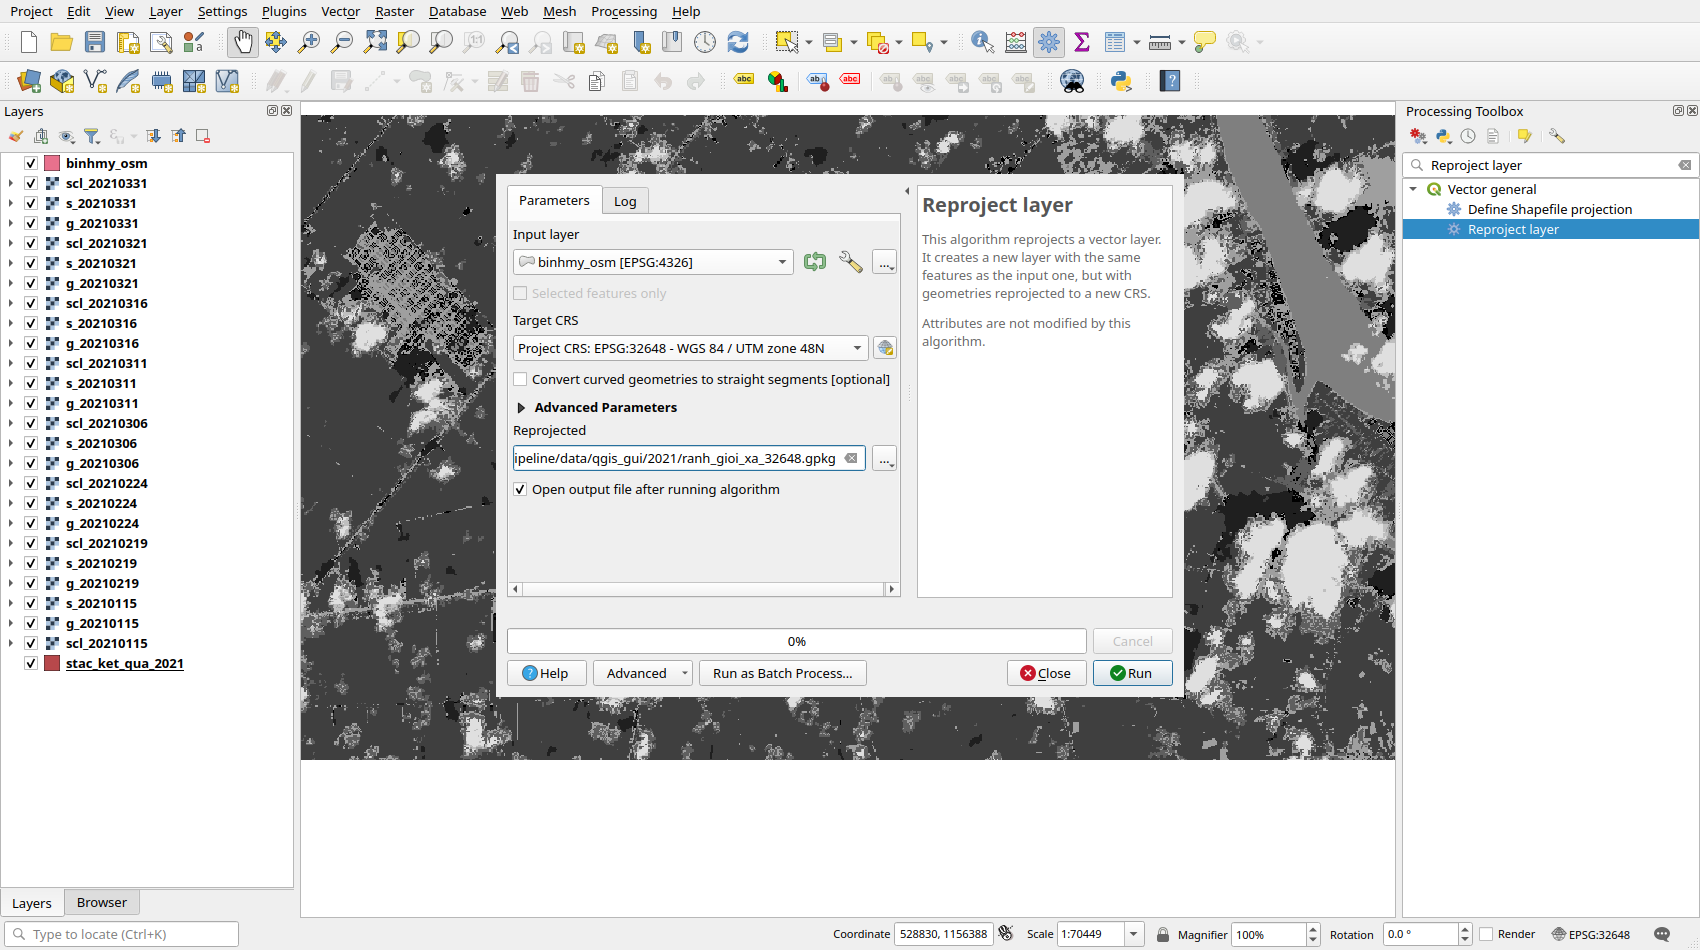 Project Edit View Layer Settings Plugins Vector Raster Database Web Mesh Processing Help
Layers
binhmy_osm
scl_20210331
s_20210331
g_20210331
scl_20210321
s_20210321
g_20210321
scl_20210316
s_20210316
g_20210316
scl_20210311
s_20210311
g_20210311
scl_20210306
s_20210306
g_20210306
scl_20210224
s_20210224
g_20210224
scl_20210219
s_20210219
g_20210219
s_20210115
g_20210115
scl_20210115
stac_ket_qua_2021
Layers Browser
Parameters Log
Input layer
binhmy_osm [EPSG:4326]
...
Selected features only
Target CRS
Project CRS: EPSG:32648 - WGS 84 / UTM zone 48N
Convert curved geometries to straight segments [optional]
Advanced Parameters
Reprojected
ipeline/data/qgis_gui/2021/ranh_gioi_xa_32648.gpkg
...
Open output file after running algorithm
Reproject layer
This algorithm reprojects a vector layer.
It creates a new layer with the same
features as the input one, but with
geometries reprojected to a new CRS.
Attributes are not modified by this
algorithm.
0%
Cancel
Help Advanced Run as Batch Process... Close Run
Processing Toolbox
Reproject layer
Vector general
Define Shapefile projection
Reproject layer
Type to locate (Ctrl+K)
Coordinate 528830, 1156388 Scale 1:70449 Magnifier 100% Rotation 0.0 ° Render EPSG:32648